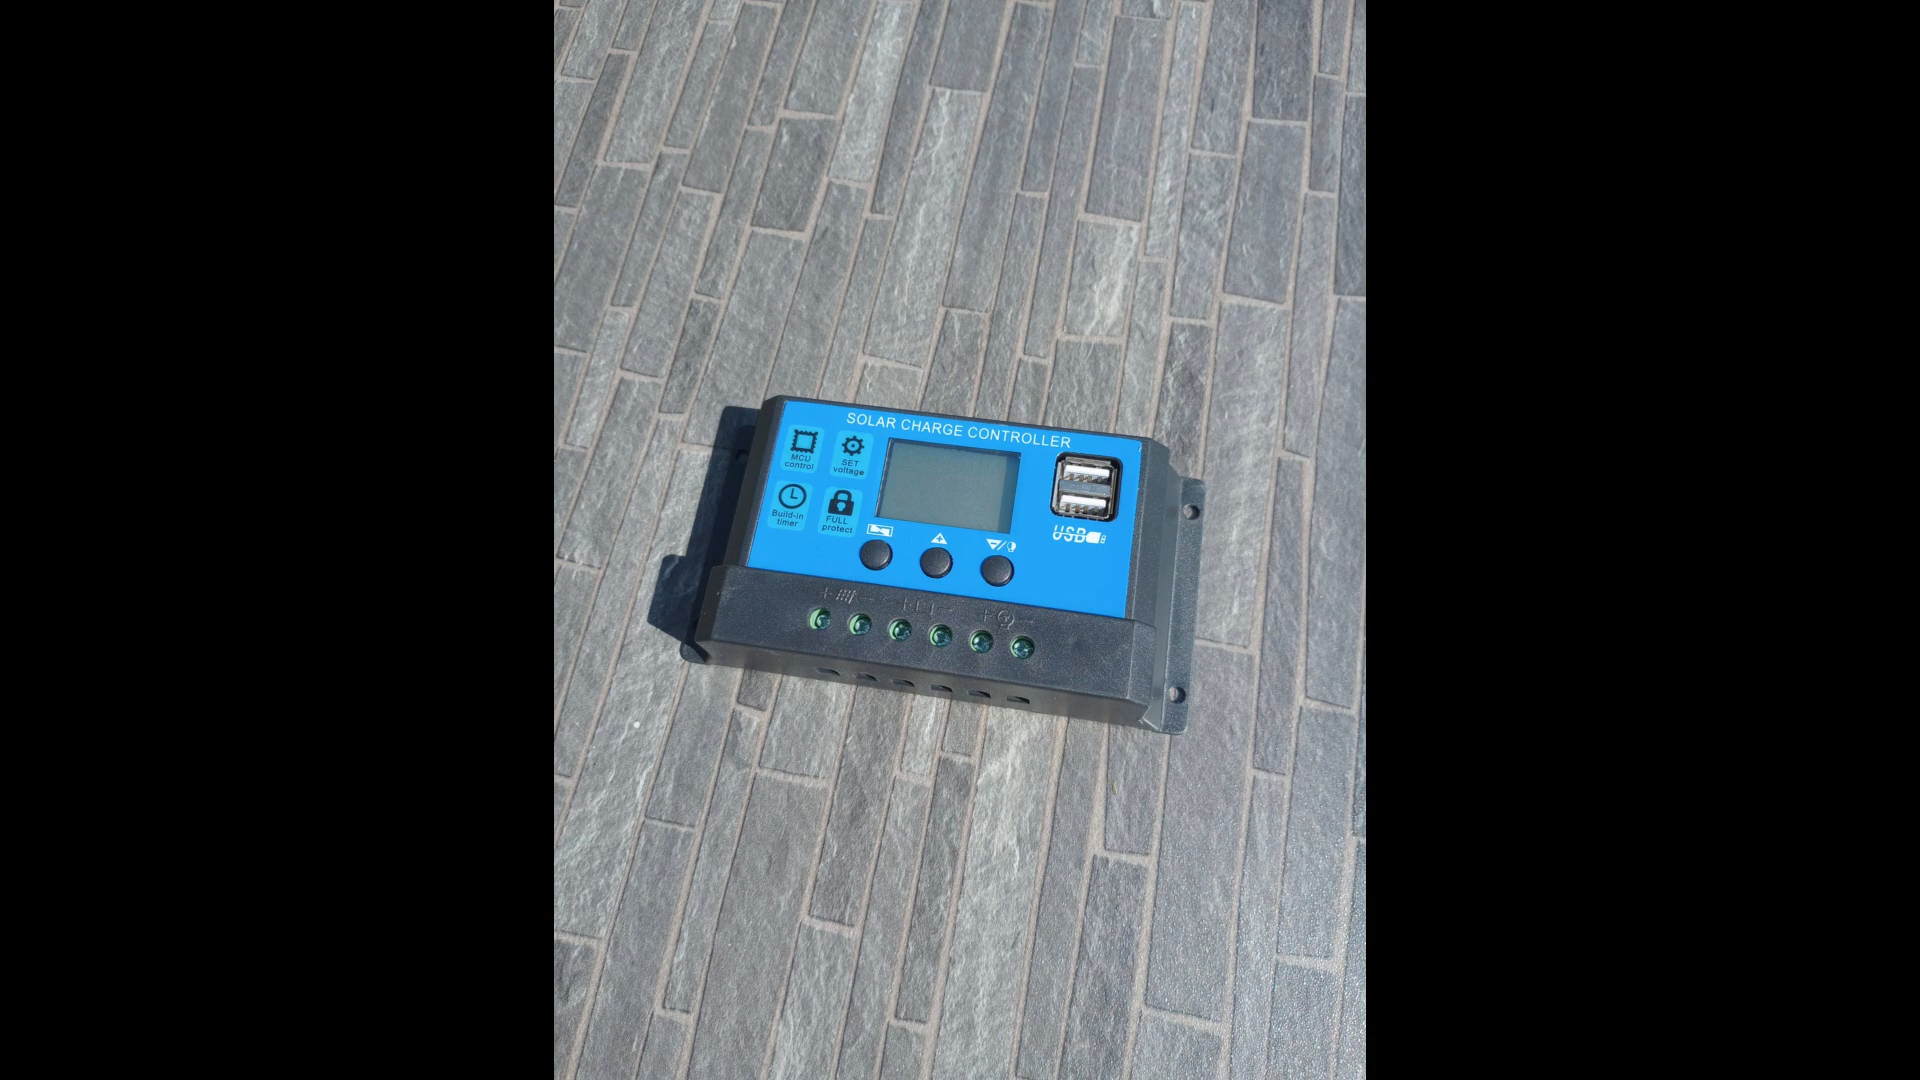 SOLAR CHARGE CONTROLLER
MCU
control
SET
voltage
Build-in
timer
FULL
protect
USB